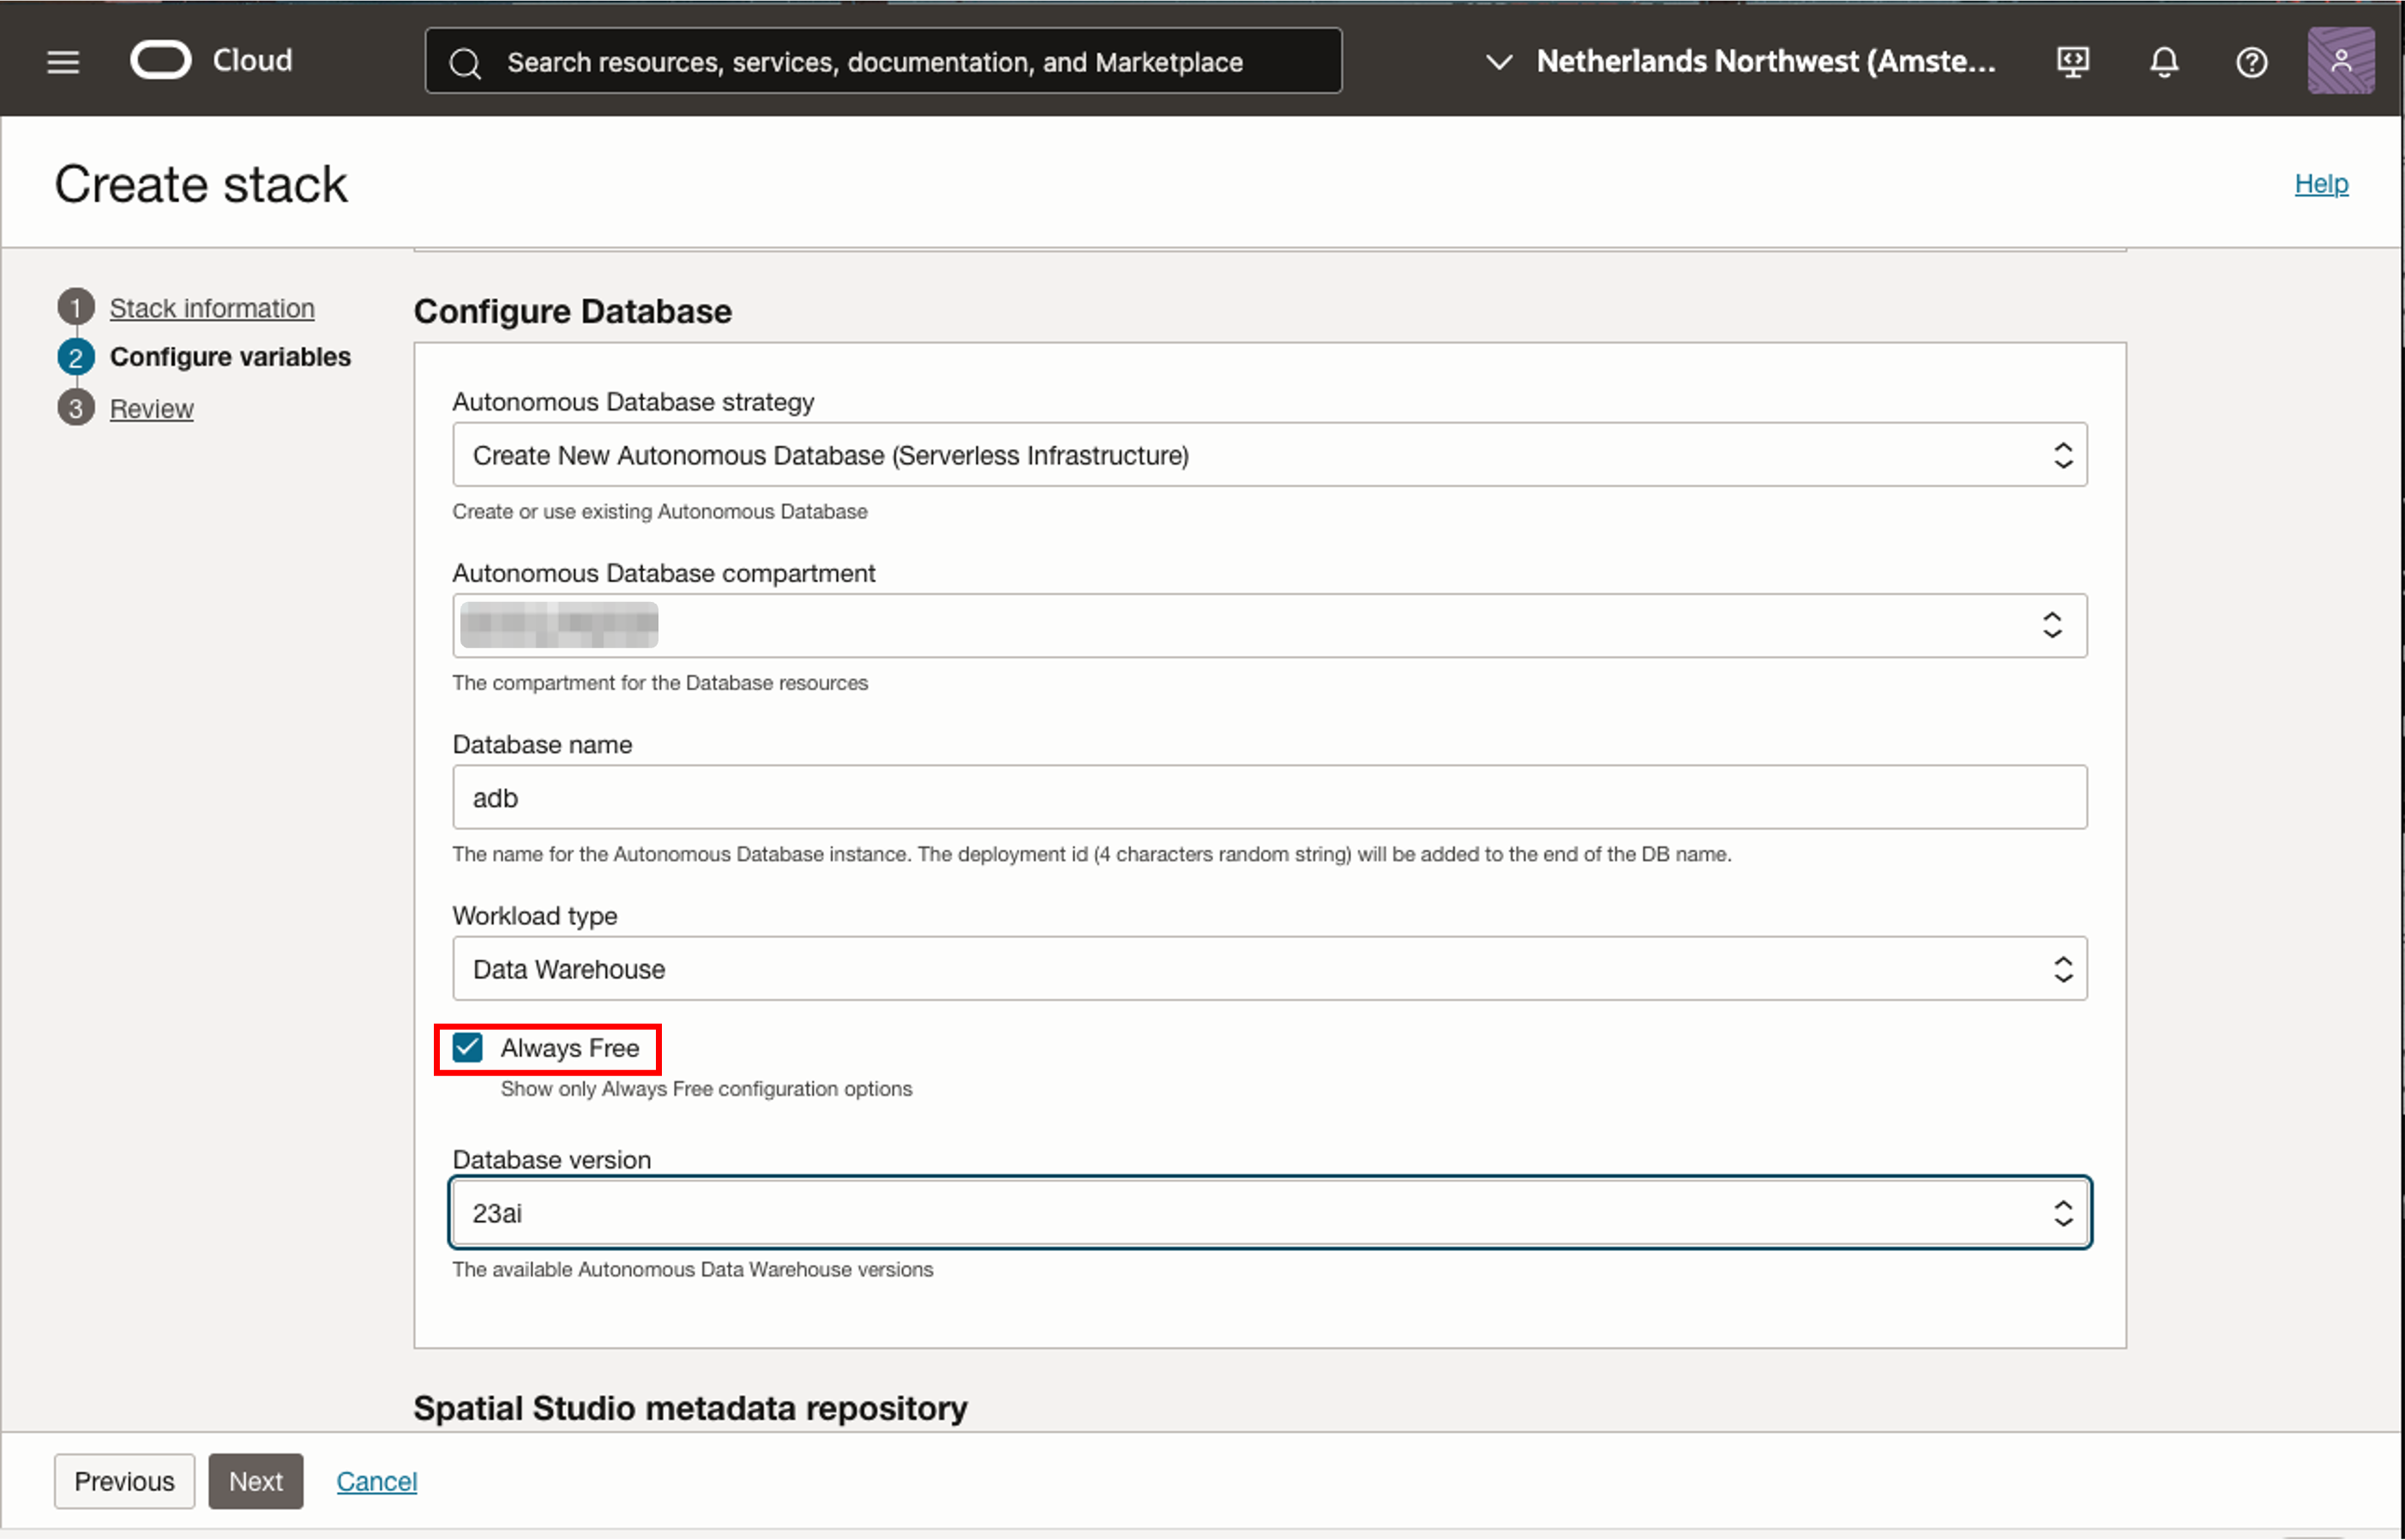 Cloud
Search resources, services, documentation, and Marketplace
Netherlands Northwest (Amste...
Create stack
Help
1 Stack information
2 Configure variables
3 Review
Configure Database
Autonomous Database strategy
Create New Autonomous Database (Serverless Infrastructure)
Create or use existing Autonomous Database
Autonomous Database compartment
The compartment for the Database resources
Database name
adb
The name for the Autonomous Database instance. The deployment id (4 characters random string) will be added to the end of the DB name.
Workload type
Data Warehouse
Always Free
Show only Always Free configuration options
Database version
23ai
The available Autonomous Data Warehouse versions
Spatial Studio metadata repository
Previous Next Cancel